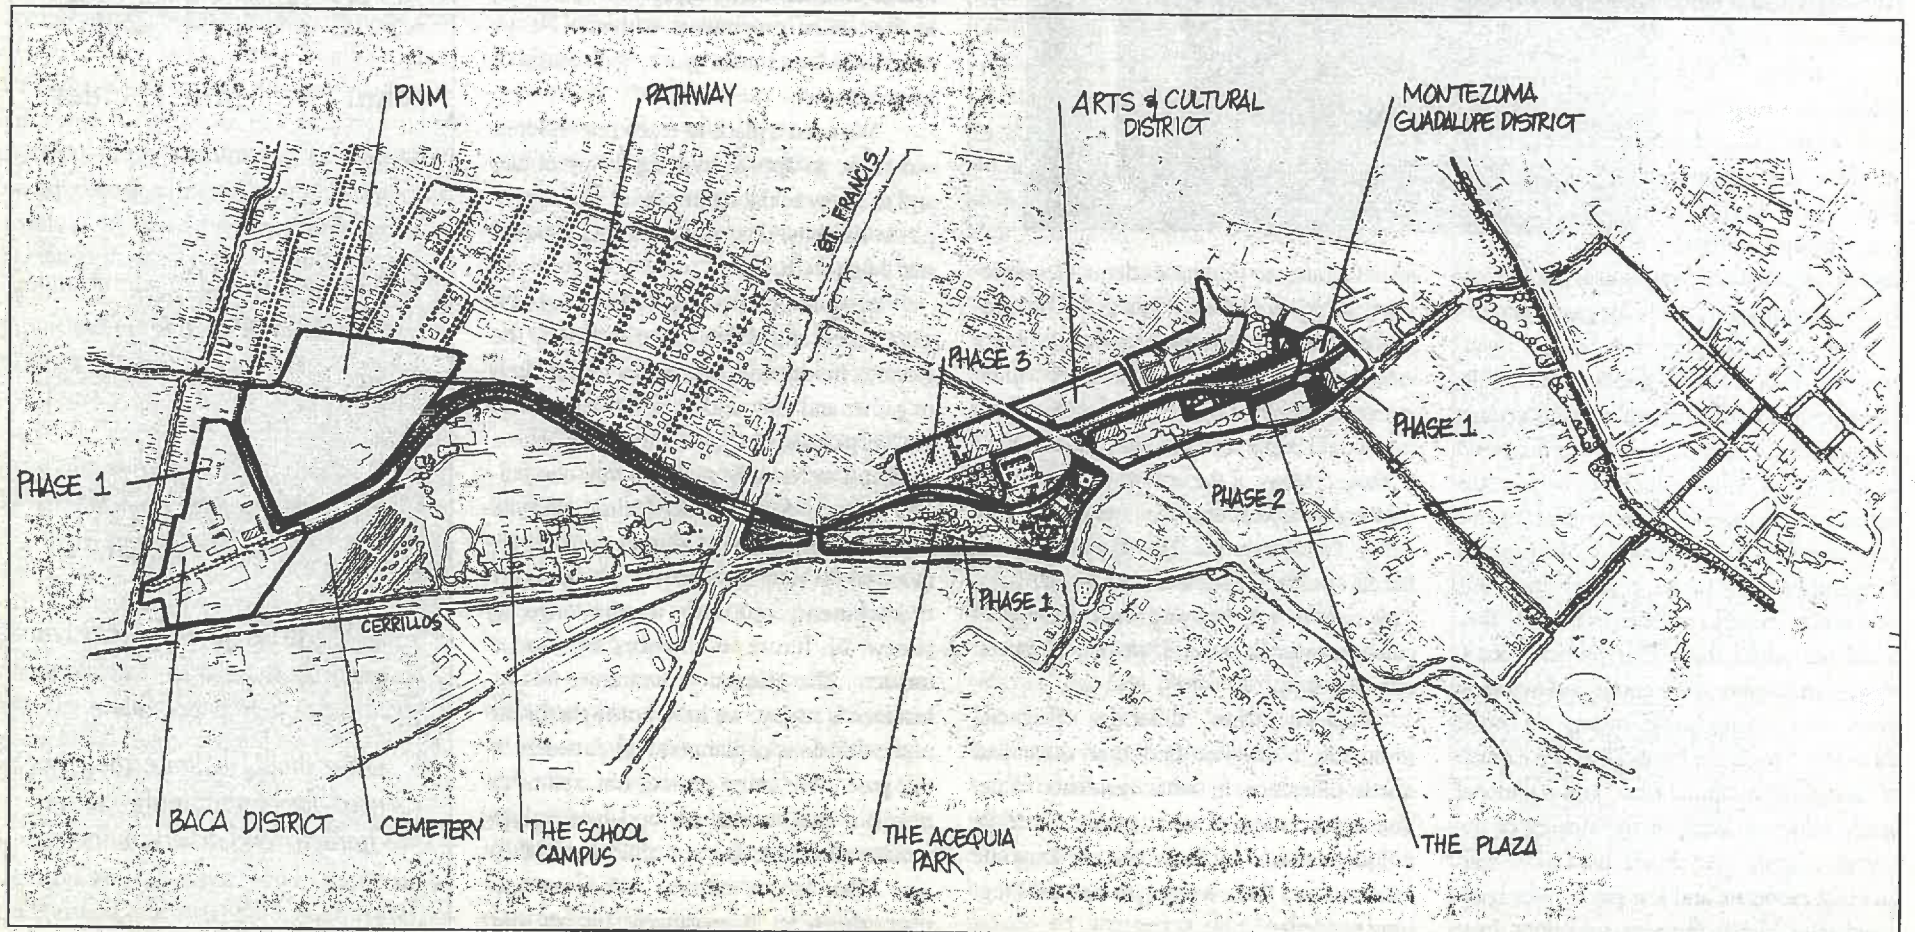 PNM
PATHWAY
ARTS & CULTURAL
DISTRICT
MONTEZUMA
GUADALUPE DISTRICT
ST. FRANCIS
PHASE 3
PHASE 1
PHASE 1
PHASE 2
PHASE 1
CERRILLOS
BACA DISTRICT
CEMETERY
THE SCHOOL
CAMPUS
THE ACEQUIA
PARK
THE PLAZA